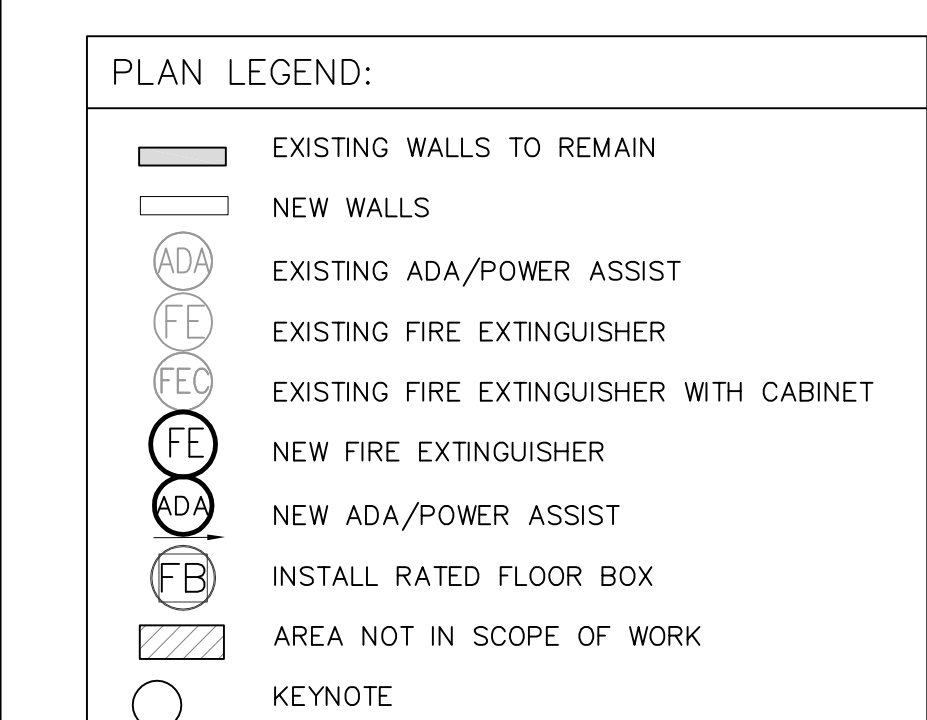 PLAN LEGEND:
EXISTING WALLS TO REMAIN
NEW WALLS
ADA EXISTING ADA/POWER ASSIST
FE EXISTING FIRE EXTINGUISHER
FEC EXISTING FIRE EXTINGUISHER WITH CABINET
FE NEW FIRE EXTINGUISHER
ADA NEW ADA/POWER ASSIST
FB INSTALL RATED FLOOR BOX
AREA NOT IN SCOPE OF WORK
KEYNOTE